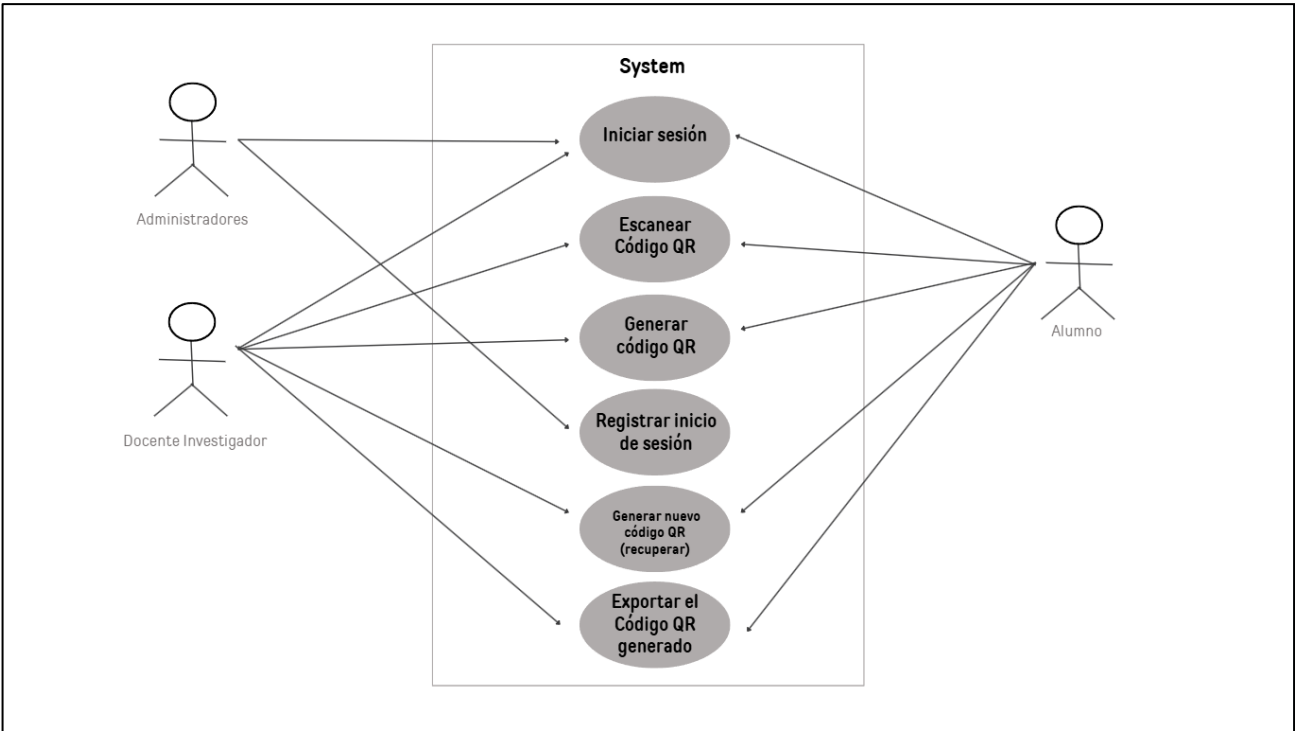 System
Iniciar sesión
Administradores
Escanear
Código QR
Alumno
Generar
código QR
Docente Investigador
Registrar inicio
de sesión
Generar nuevo
código QR
(recuperar)
Exportar el
Código QR
generado